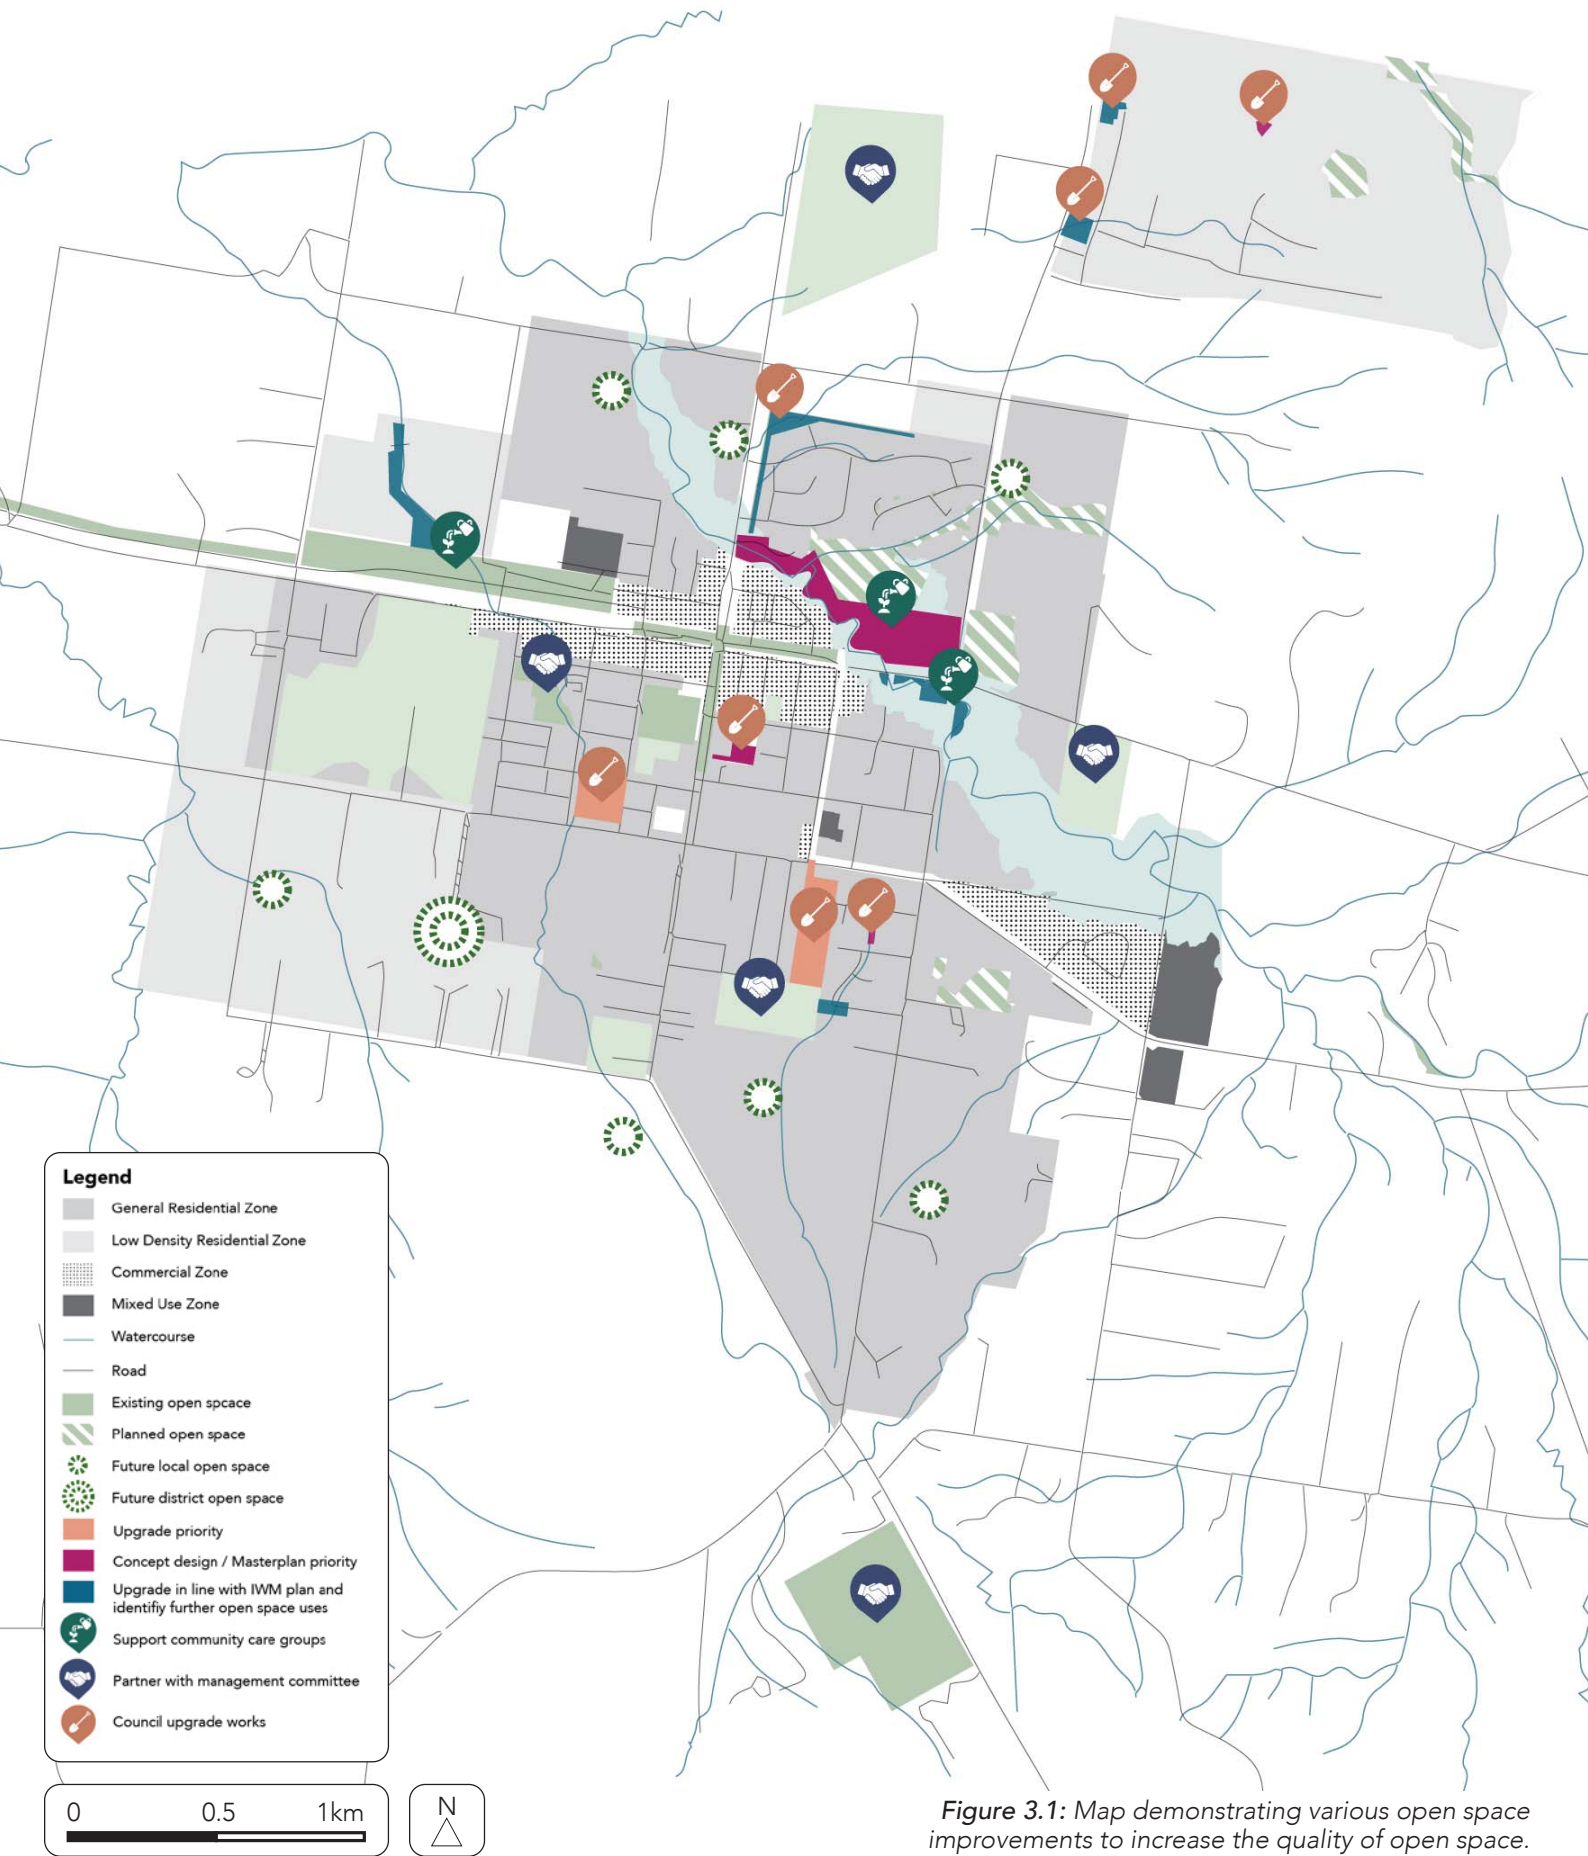 Legend
General Residential Zone
Low Density Residential Zone
Commercial Zone
Mixed Use Zone
Watercourse
Road
Existing open spcace
Planned open space
Future local open space
Future district open space
Upgrade priority
Concept design / Masterplan priority
Upgrade in line with IWM plan and
identifiy further open space uses
Support community care groups
Partner with management committee
Council upgrade works
0 0.5 1km
N
Figure 3.1: Map demonstrating various open space
improvements to increase the quality of open space.